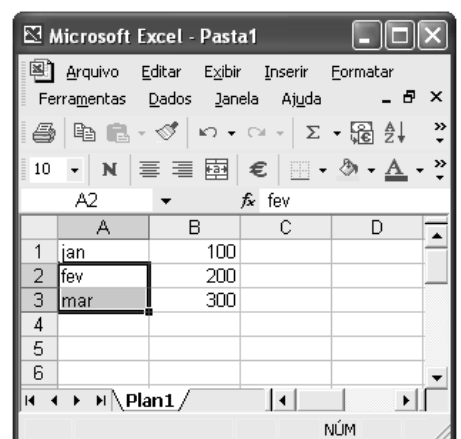 Microsoft Excel - Pasta1
Arquivo Editar Exibir Inserir Formatar
Ferramentas Dados Janela Ajuda
10 N €
A2 fx fev
A B C D
1 jan 100
2 fev 200
3 mar 300
4
5
6
Plan1
NÚM